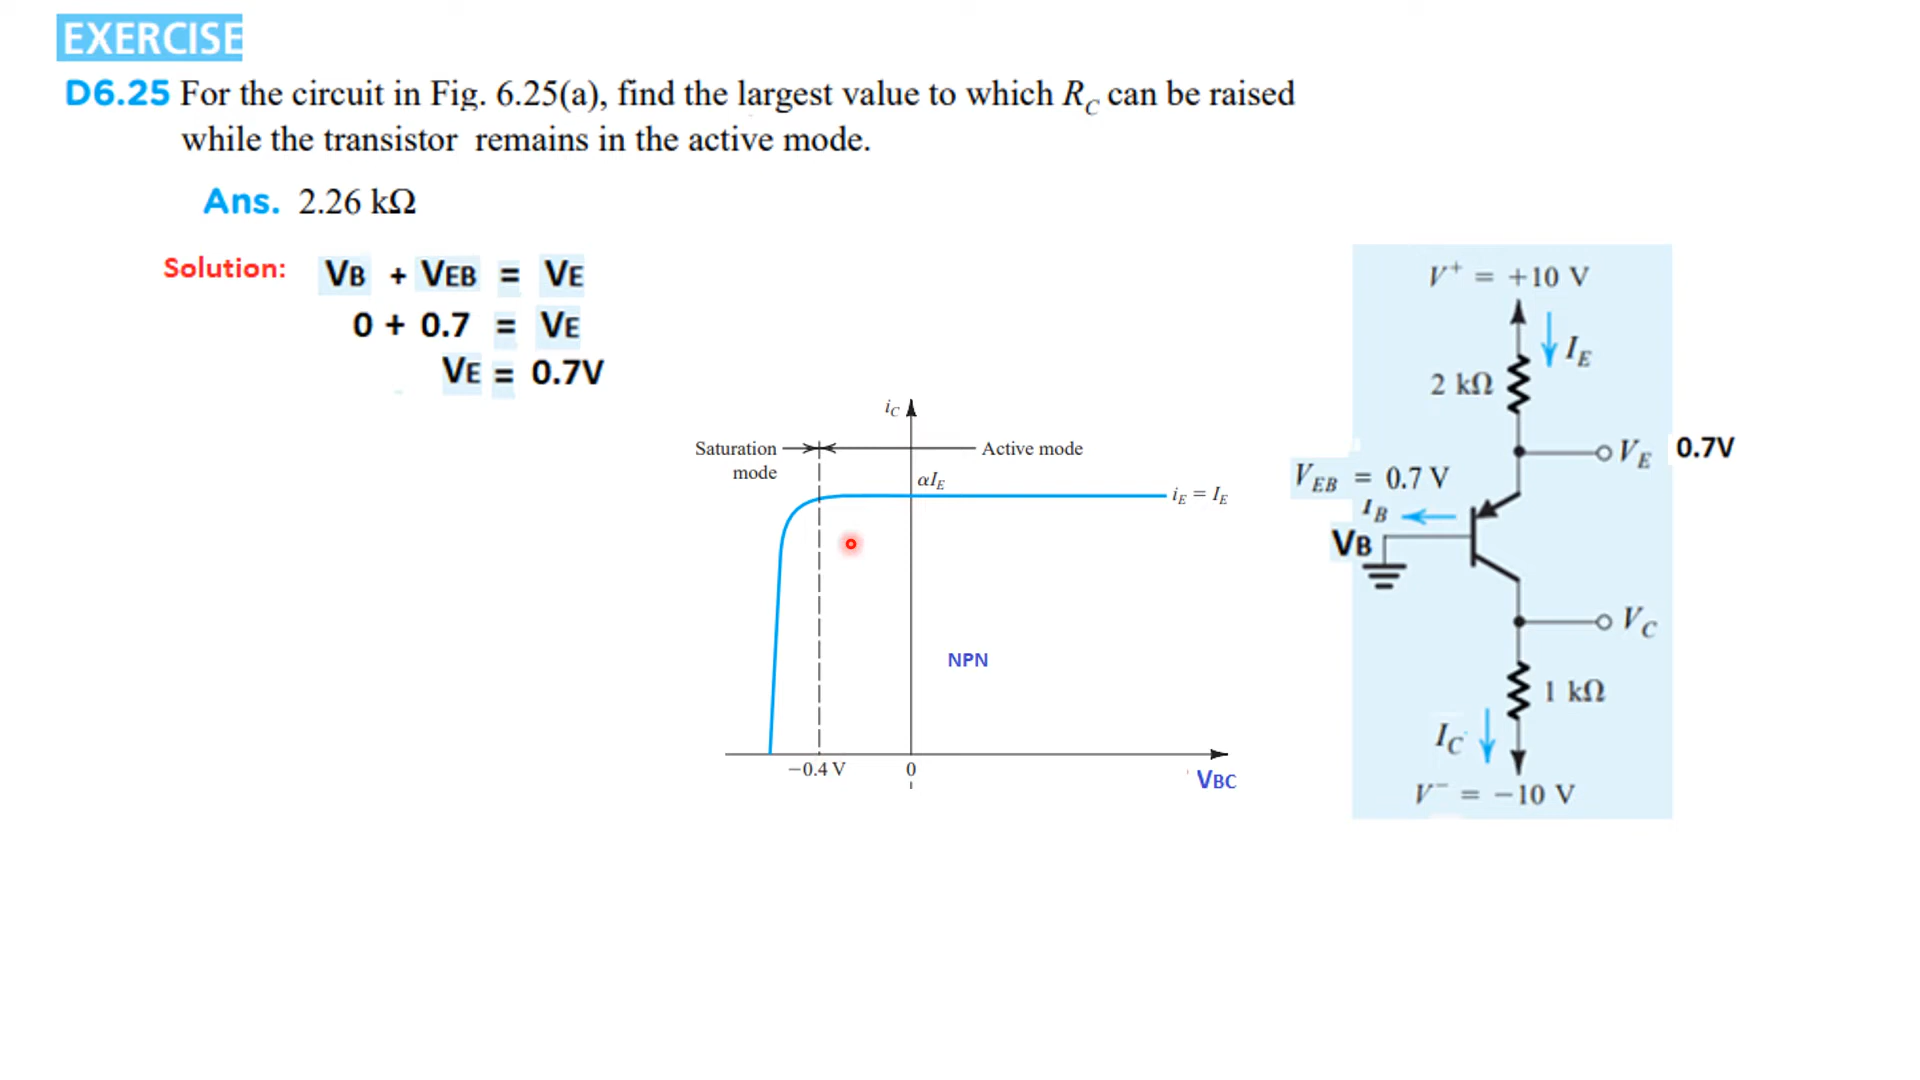 EXERCISE
D6.25 For the circuit in Fig. 6.25(a), find the largest value to which R_C can be raised
while the transistor remains in the active mode.
Ans. 2.26 kΩ
Solution: VB + VEB = VE
0 + 0.7 = VE
VE = 0.7V
i_C
Saturation
mode
Active mode
αI_E
i_E = I_E
NPN
−0.4 V
0
VBC
V⁺ = +10 V
I_E
2 kΩ
V_E 0.7V
V_EB = 0.7 V
I_B
VB
V_C
1 kΩ
I_C
V⁻ = −10 V